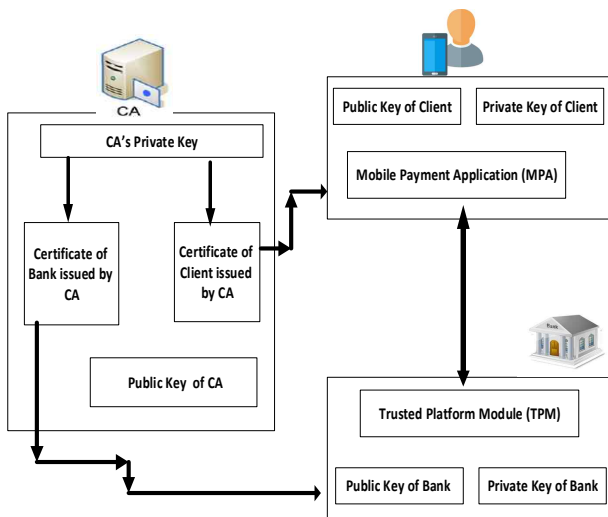 CA
CA's Private Key
Certificate of
Bank issued by
CA
Certificate of
Client issued
by CA
Public Key of CA
Public Key of Client
Private Key of Client
Mobile Payment Application (MPA)
Bank
Trusted Platform Module (TPM)
Public Key of Bank
Private Key of Bank